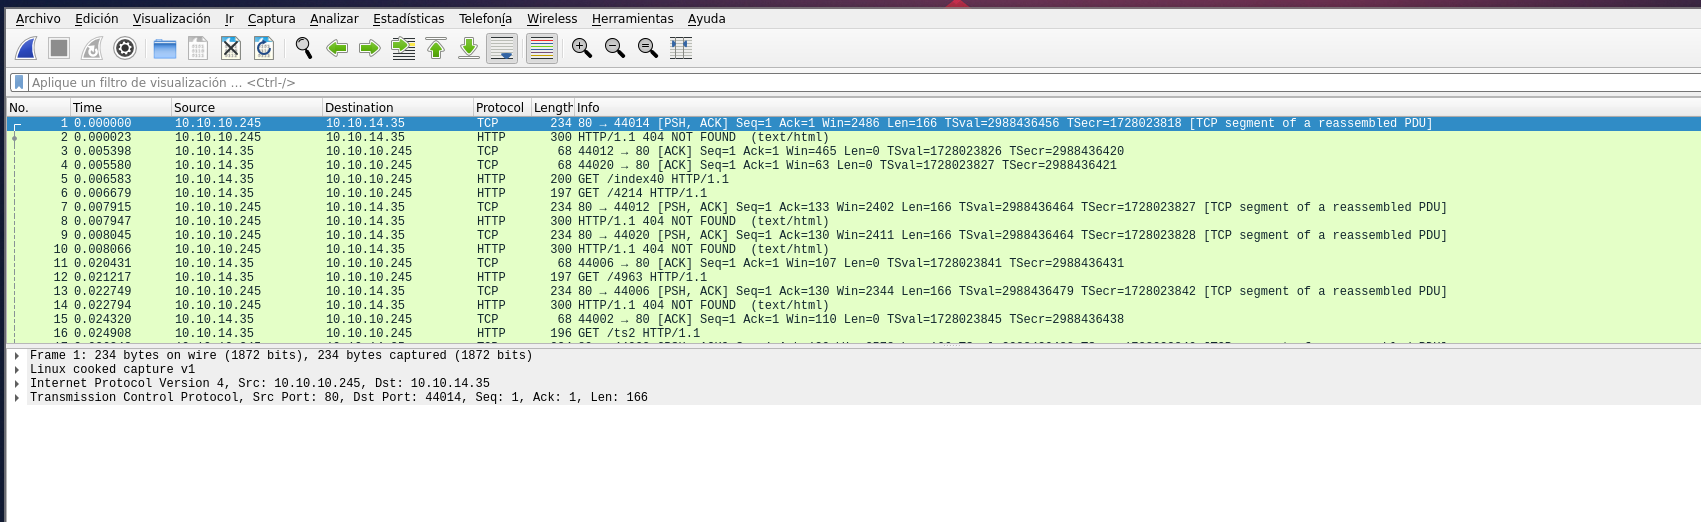 Archivo Edición Visualización Ir Captura Analizar Estadísticas Telefonía Wireless Herramientas Ayuda
Aplique un filtro de visualización … <Ctrl-/>
No. Time Source Destination Protocol Length Info
1 0.000000 10.10.10.245 10.10.14.35 TCP 234 80 → 44014 [PSH, ACK] Seq=1 Ack=1 Win=2486 Len=166 TSval=2988436456 TSecr=1728023818 [TCP segment of a reassembled PDU]
2 0.000023 10.10.10.245 10.10.14.35 HTTP 300 HTTP/1.1 404 NOT FOUND (text/html)
3 0.005398 10.10.14.35 10.10.10.245 TCP 68 44012 → 80 [ACK] Seq=1 Ack=1 Win=465 Len=0 TSval=1728023826 TSecr=2988436420
4 0.005580 10.10.14.35 10.10.10.245 TCP 68 44020 → 80 [ACK] Seq=1 Ack=1 Win=63 Len=0 TSval=1728023827 TSecr=2988436421
5 0.006583 10.10.14.35 10.10.10.245 HTTP 200 GET /index40 HTTP/1.1
6 0.006679 10.10.14.35 10.10.10.245 HTTP 197 GET /4214 HTTP/1.1
7 0.007915 10.10.10.245 10.10.14.35 TCP 234 80 → 44012 [PSH, ACK] Seq=1 Ack=133 Win=2402 Len=166 TSval=2988436464 TSecr=1728023827 [TCP segment of a reassembled PDU]
8 0.007947 10.10.10.245 10.10.14.35 HTTP 300 HTTP/1.1 404 NOT FOUND (text/html)
9 0.008045 10.10.10.245 10.10.14.35 TCP 234 80 → 44020 [PSH, ACK] Seq=1 Ack=130 Win=2411 Len=166 TSval=2988436464 TSecr=1728023828 [TCP segment of a reassembled PDU]
10 0.008066 10.10.10.245 10.10.14.35 HTTP 300 HTTP/1.1 404 NOT FOUND (text/html)
11 0.020431 10.10.14.35 10.10.10.245 TCP 68 44006 → 80 [ACK] Seq=1 Ack=1 Win=107 Len=0 TSval=1728023841 TSecr=2988436431
12 0.021217 10.10.14.35 10.10.10.245 HTTP 197 GET /4963 HTTP/1.1
13 0.022749 10.10.10.245 10.10.14.35 TCP 234 80 → 44006 [PSH, ACK] Seq=1 Ack=130 Win=2344 Len=166 TSval=2988436479 TSecr=1728023842 [TCP segment of a reassembled PDU]
14 0.022794 10.10.10.245 10.10.14.35 HTTP 300 HTTP/1.1 404 NOT FOUND (text/html)
15 0.024320 10.10.14.35 10.10.10.245 TCP 68 44002 → 80 [ACK] Seq=1 Ack=1 Win=110 Len=0 TSval=1728023845 TSecr=2988436438
16 0.024908 10.10.14.35 10.10.10.245 HTTP 196 GET /ts2 HTTP/1.1
Frame 1: 234 bytes on wire (1872 bits), 234 bytes captured (1872 bits)
Linux cooked capture v1
Internet Protocol Version 4, Src: 10.10.10.245, Dst: 10.10.14.35
Transmission Control Protocol, Src Port: 80, Dst Port: 44014, Seq: 1, Ack: 1, Len: 166